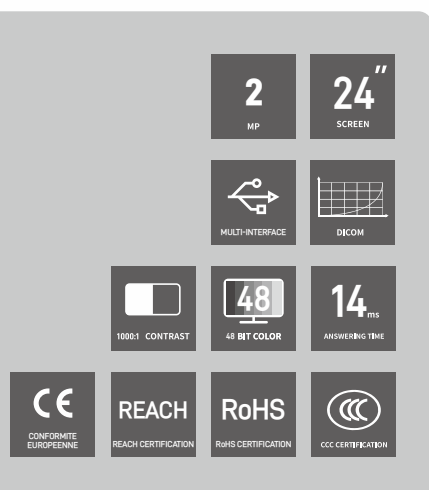 2
MP
24"
SCREEN
MULTI-INTERFACE
DICOM
1000:1 CONTRAST
48
48 BIT COLOR
14ms
ANSWERING TIME
CE
CONFORMITE
EUROPEENNE
REACH
REACH CERTIFICATION
RoHS
RoHS CERTIFICATION
CCC
CCC CERTIFICATION